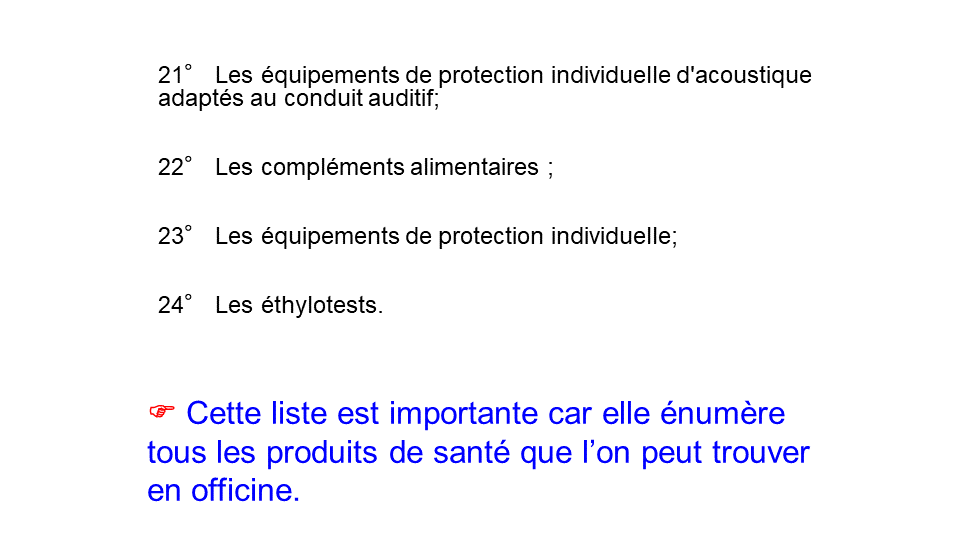 21° Les équipements de protection individuelle d'acoustique
adaptés au conduit auditif;
22° Les compléments alimentaires ;
23° Les équipements de protection individuelle;
24° Les éthylotests.
☞ Cette liste est importante car elle énumère
tous les produits de santé que l’on peut trouver
en officine.